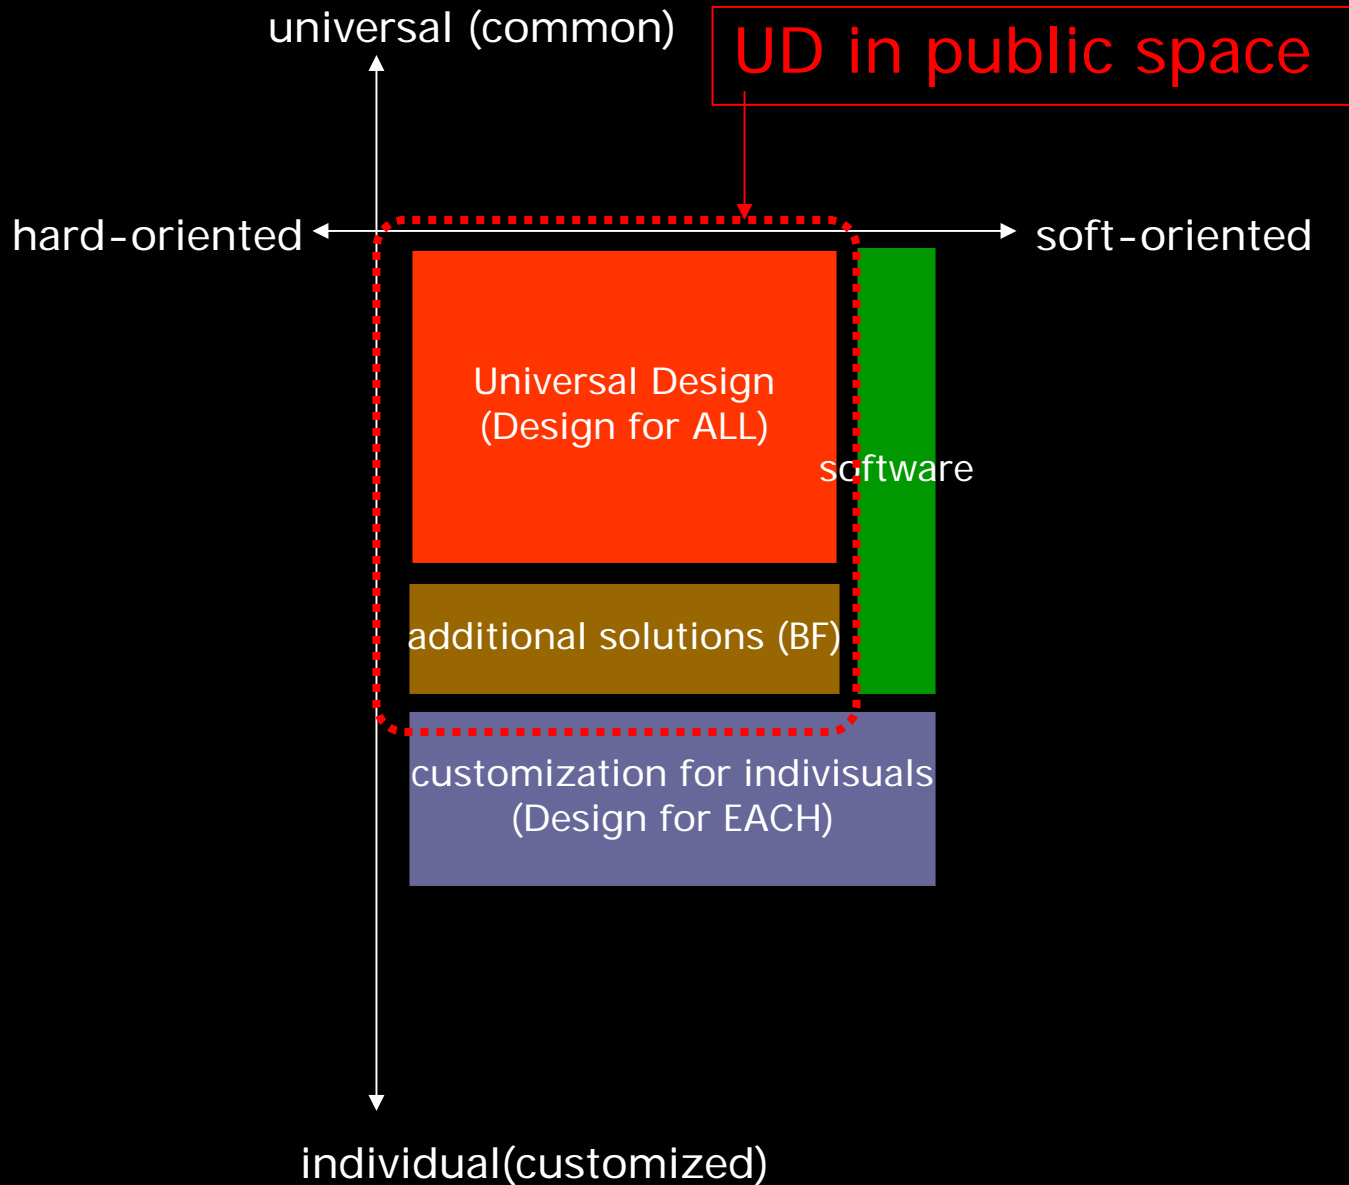 universal (common)
UD in public space
hard-oriented
soft-oriented
Universal Design
(Design for ALL)
software
additional solutions (BF)
customization for indivisuals
(Design for EACH)
individual(customized)